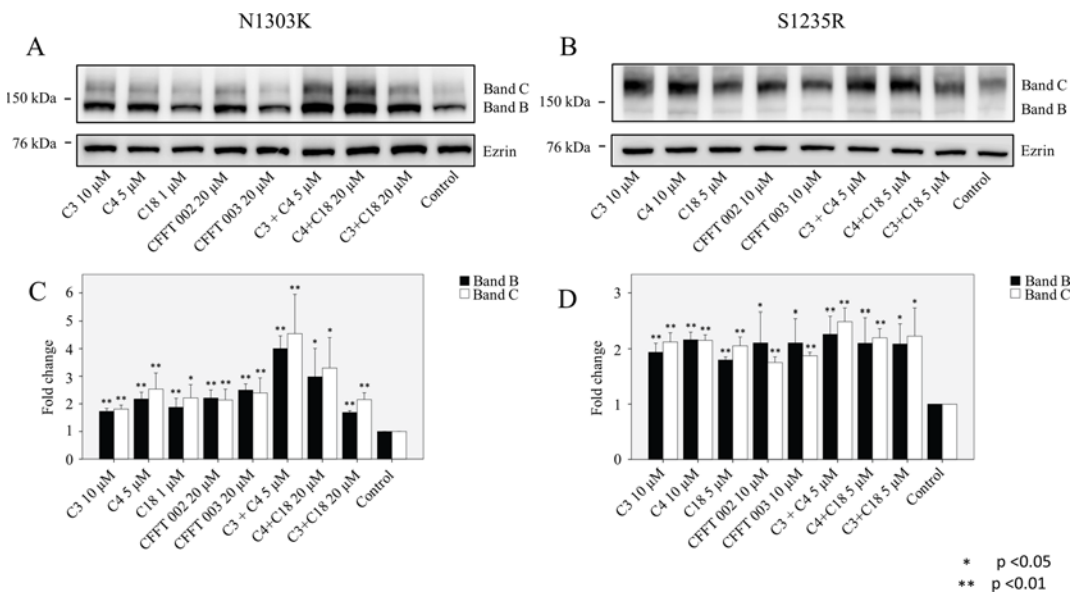 N1303K
S1235R
A
150 kDa
76 kDa
Band C
Band B
Ezrin
C3 10 µM
C4 5 µM
C18 1 µM
CFFT 002 20 µM
CFFT 003 20 µM
C3 + C4 5 µM
C4+C18 20 µM
C3+C18 20 µM
Control
B
150 kDa
76 kDa
Band C
Band B
Ezrin
C3 10 µM
C4 10 µM
C18 5 µM
CFFT 002 10 µM
CFFT 003 10 µM
C3 + C4 5 µM
C4+C18 5 µM
C3+C18 5 µM
Control
C
Fold change
6
5
4
3
2
1
0
** ** ** ** ** * ** ** ** ** ** ** * * ** **
Band B
Band C
C3 10 µM
C4 5 µM
C18 1 µM
CFFT 002 20 µM
CFFT 003 20 µM
C3 + C4 5 µM
C4+C18 20 µM
C3+C18 20 µM
Control
D
Fold change
3
2
1
0
** ** ** ** ** ** * ** * ** ** ** ** ** * *
Band B
Band C
C3 10 µM
C4 10 µM
C18 5 µM
CFFT 002 10 µM
CFFT 003 10 µM
C3 + C4 5 µM
C4+C18 5 µM
C3+C18 5 µM
Control
* p <0.05
** p <0.01